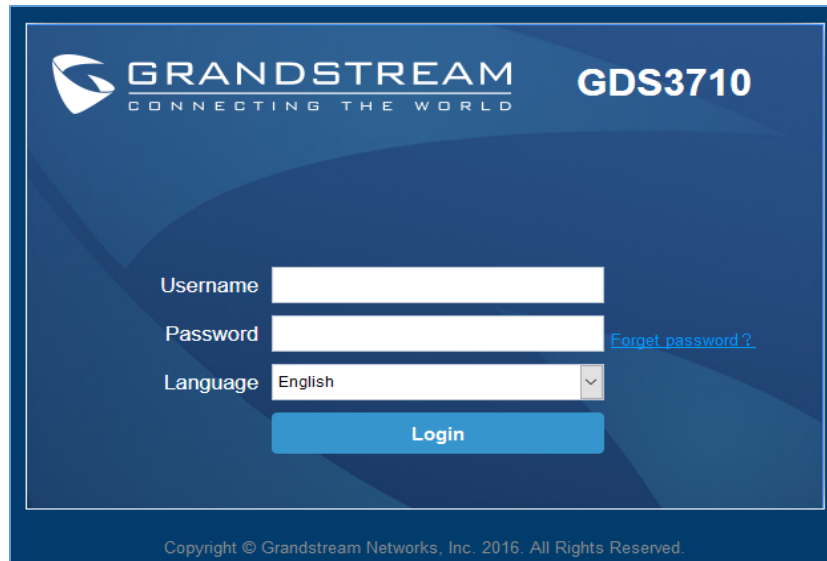 GRANDSTREAM
CONNECTING THE WORLD
GDS3710
Username
Password
Forget password ?
Language
English
Login
Copyright © Grandstream Networks, Inc. 2016. All Rights Reserved.